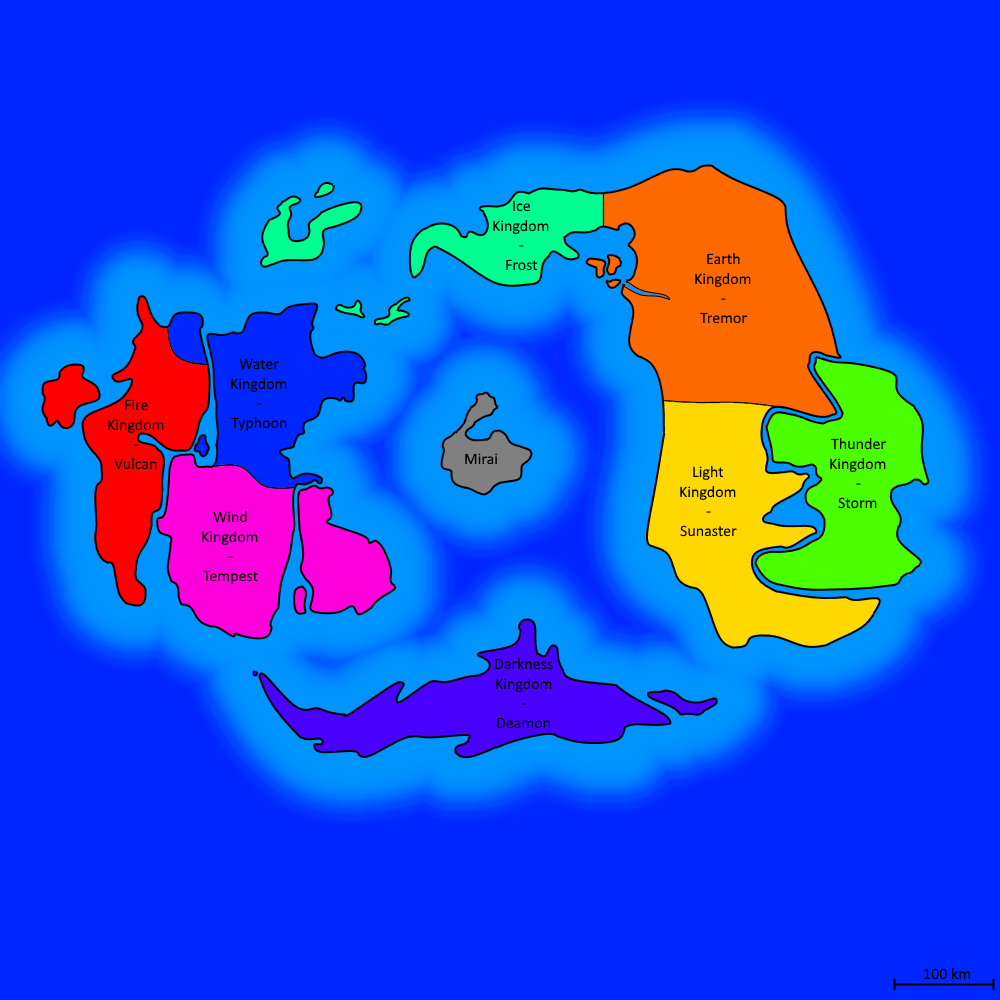 Ice
Kingdom
-
Frost
Earth
Kingdom
-
Tremor
Water
Kingdom
-
Typhoon
Fire
Kingdom
-
Vulcan
Mirai
Thunder
Kingdom
-
Storm
Light
Kingdom
-
Sunaster
Wind
Kingdom
-
Tempest
Darkness
Kingdom
-
Deamon
100 km